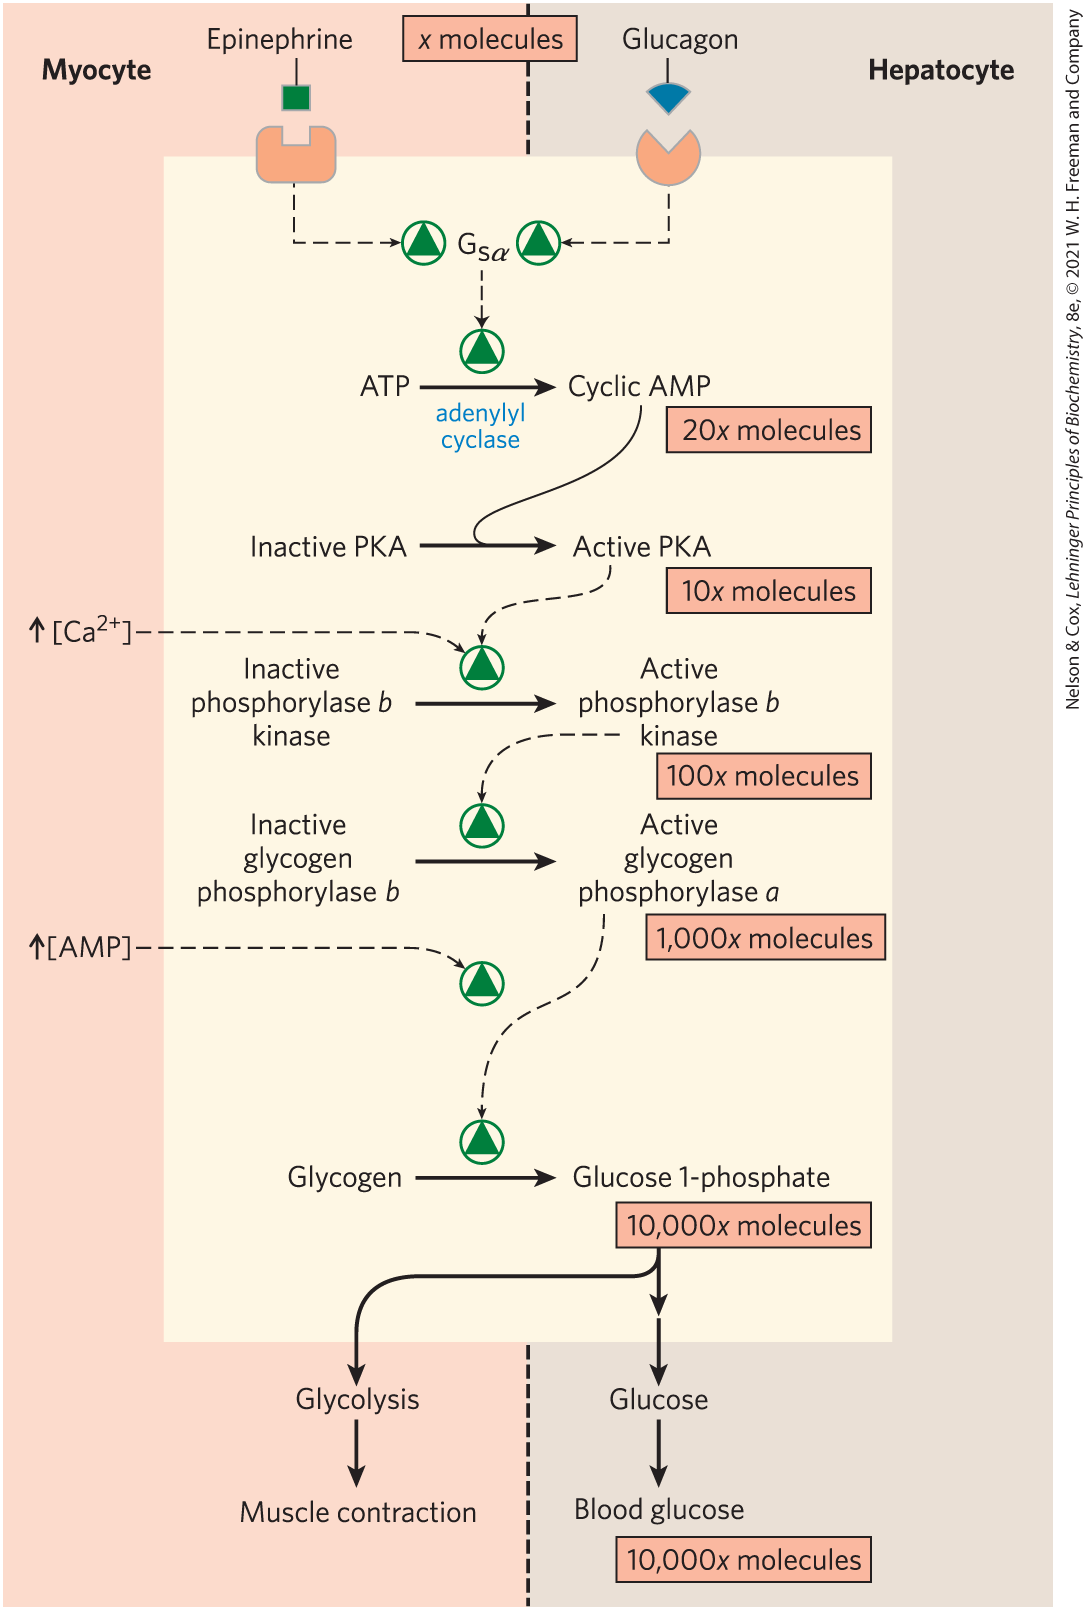 Epinephrine
x molecules
Glucagon
Myocyte
Hepatocyte
Gsα
ATP
Cyclic AMP
adenylyl
cyclase
20x molecules
Inactive PKA
Active PKA
10x molecules
↑[Ca2+]
Inactive
phosphorylase b
kinase
Active
phosphorylase b
kinase
100x molecules
Inactive
glycogen
phosphorylase b
Active
glycogen
phosphorylase a
1,000x molecules
↑[AMP]
Glycogen
Glucose 1-phosphate
10,000x molecules
Glycolysis
Glucose
Muscle contraction
Blood glucose
10,000x molecules
Nelson & Cox, Lehninger Principles of Biochemistry, 8e, © 2021 W. H. Freeman and Company